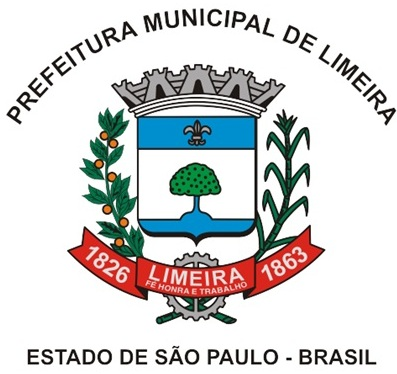 PREFEITURA MUNICIPAL DE LIMEIRA
1826 LIMEIRA 1863
FÉ HONRA E TRABALHO
ESTADO DE SÃO PAULO - BRASIL